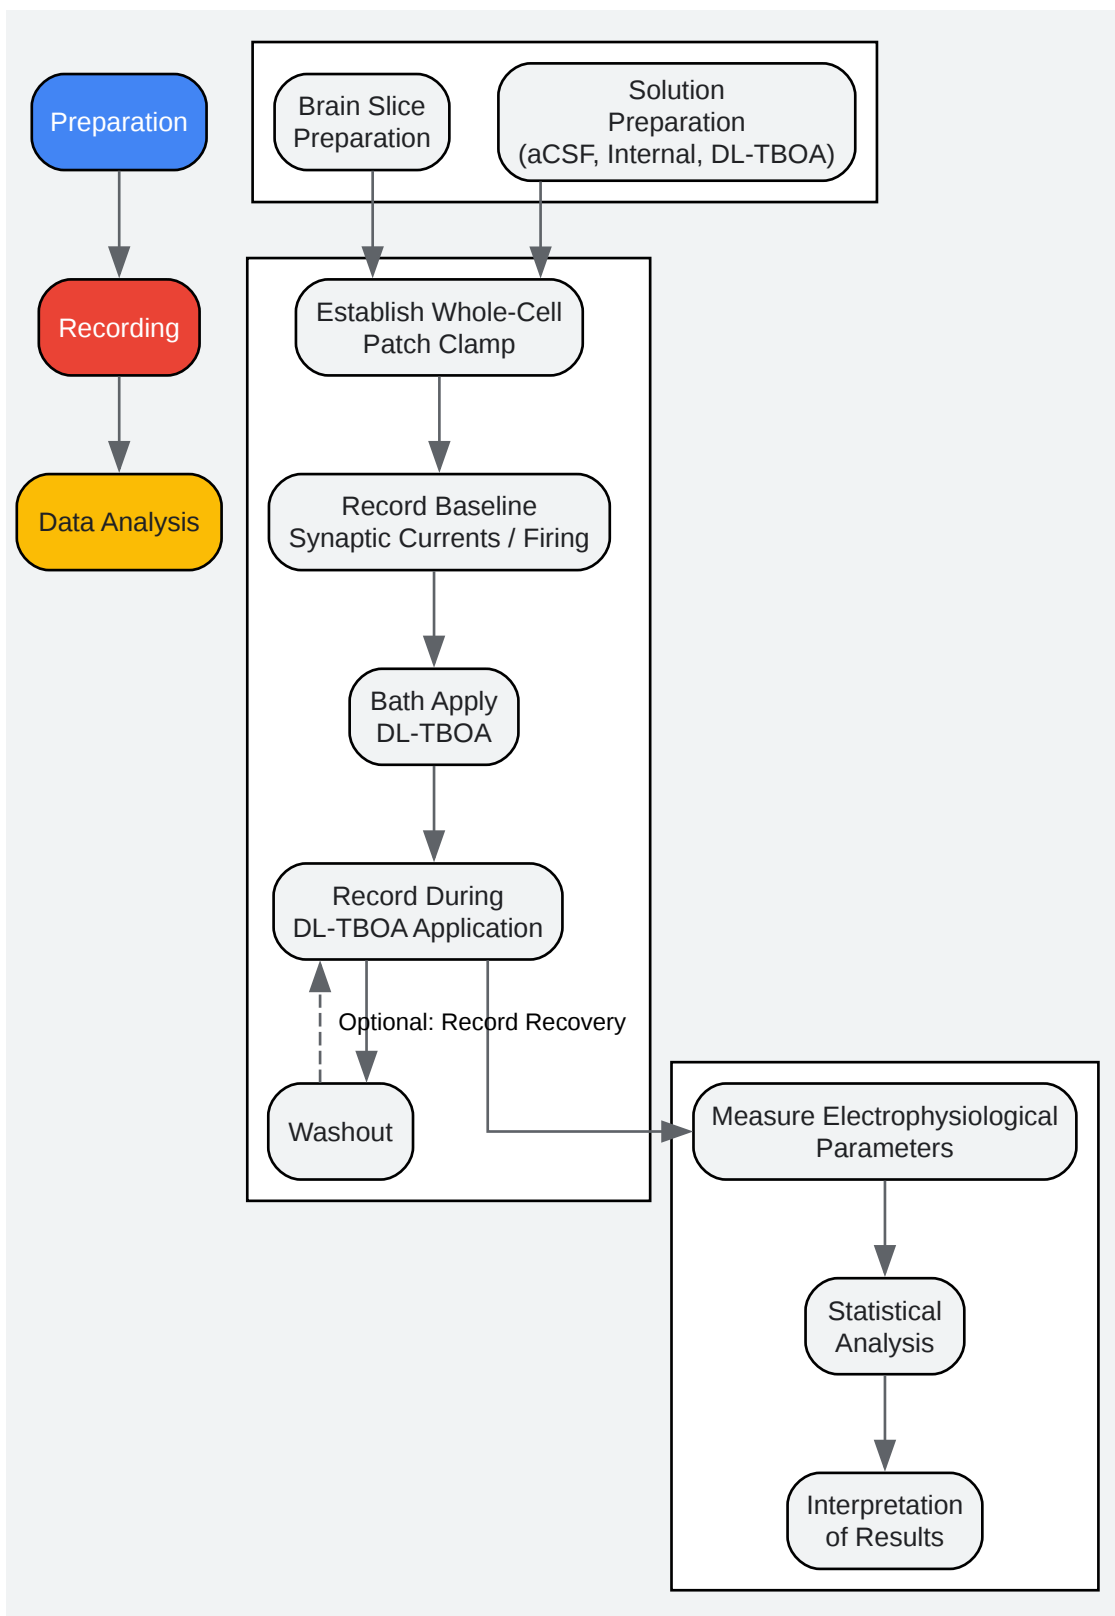 Preparation
Recording
Data Analysis
Brain Slice
Preparation
Solution
Preparation
(aCSF, Internal, DL-TBOA)
Establish Whole-Cell
Patch Clamp
Record Baseline
Synaptic Currents / Firing
Bath Apply
DL-TBOA
Record During
DL-TBOA Application
Optional: Record Recovery
Washout
Measure Electrophysiological
Parameters
Statistical
Analysis
Interpretation
of Results